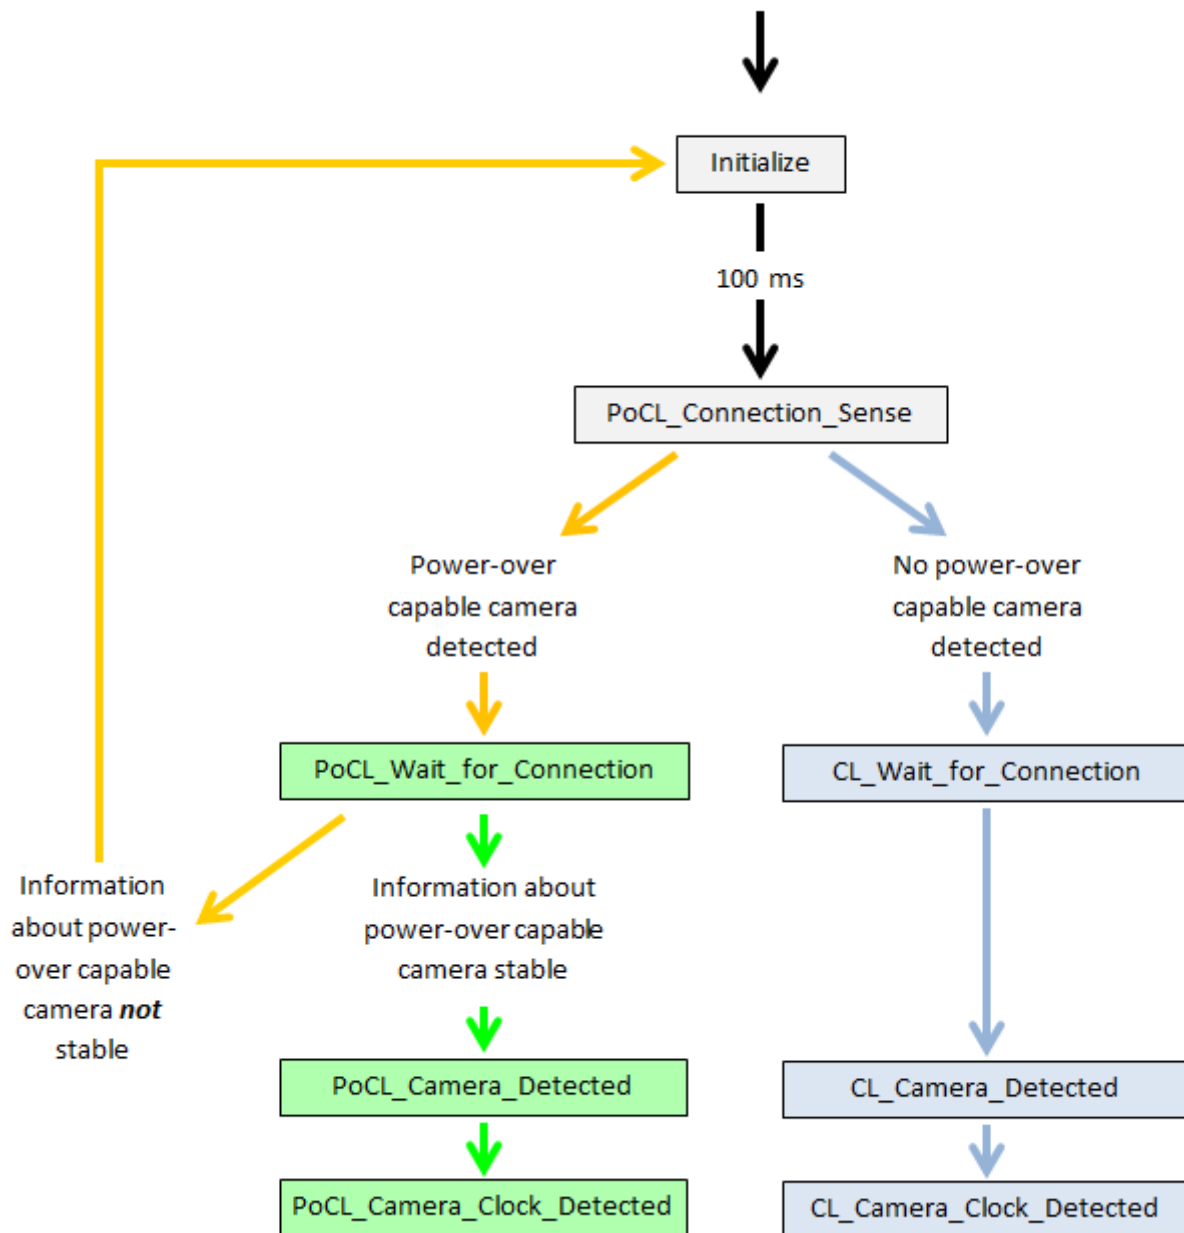 Initialize
100 ms
PoCL_Connection_Sense
Power-over
capable camera
detected
No power-over
capable camera
detected
PoCL_Wait_for_Connection
CL_Wait_for_Connection
Information
about power-
over capable
camera not
stable
Information about
power-over capable
camera stable
PoCL_Camera_Detected
CL_Camera_Detected
PoCL_Camera_Clock_Detected
CL_Camera_Clock_Detected